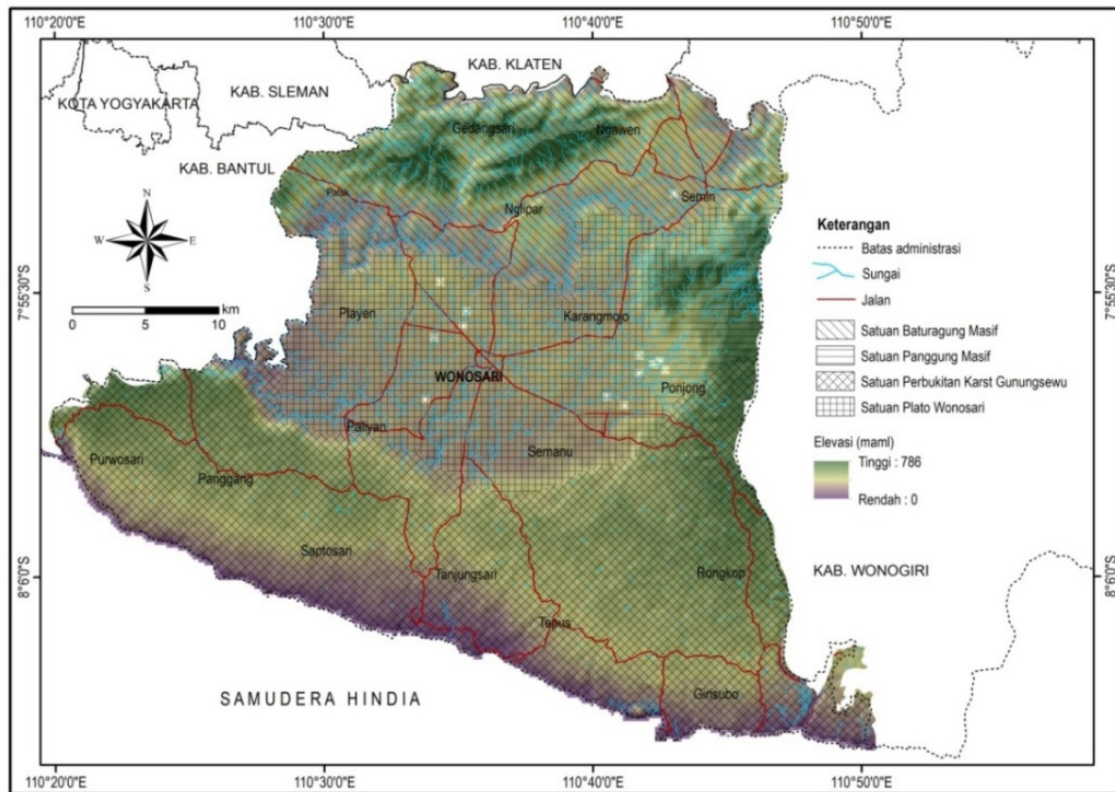 110°20'0"E 110°30'0"E 110°40'0"E 110°50'0"E
KAB. KLATEN
KAB. SLEMAN
KOTA YOGYAKARTA
KAB. BANTUL
Gedangsari
Ngawen
Patuk
Nglipar
Semin
N
W E
S
km
0 5 10
7°55'30"S
7°55'30"S
Playen
Karangmojo
WONOSARI
Ponjong
Paliyan
Semanu
Purwosari
Panggang
Saptosari
Tanjungsari
Rongkop
Tepus
Girisubo
8°6'0"S
8°6'0"S
KAB. WONOGIRI
SAMUDERA HINDIA
Keterangan
Batas administrasi
Sungai
Jalan
Satuan Baturagung Masif
Satuan Panggung Masif
Satuan Perbukitan Karst Gunungsewu
Satuan Plato Wonosari
Elevasi (maml)
Tinggi : 786
Rendah : 0
110°20'0"E 110°30'0"E 110°40'0"E 110°50'0"E